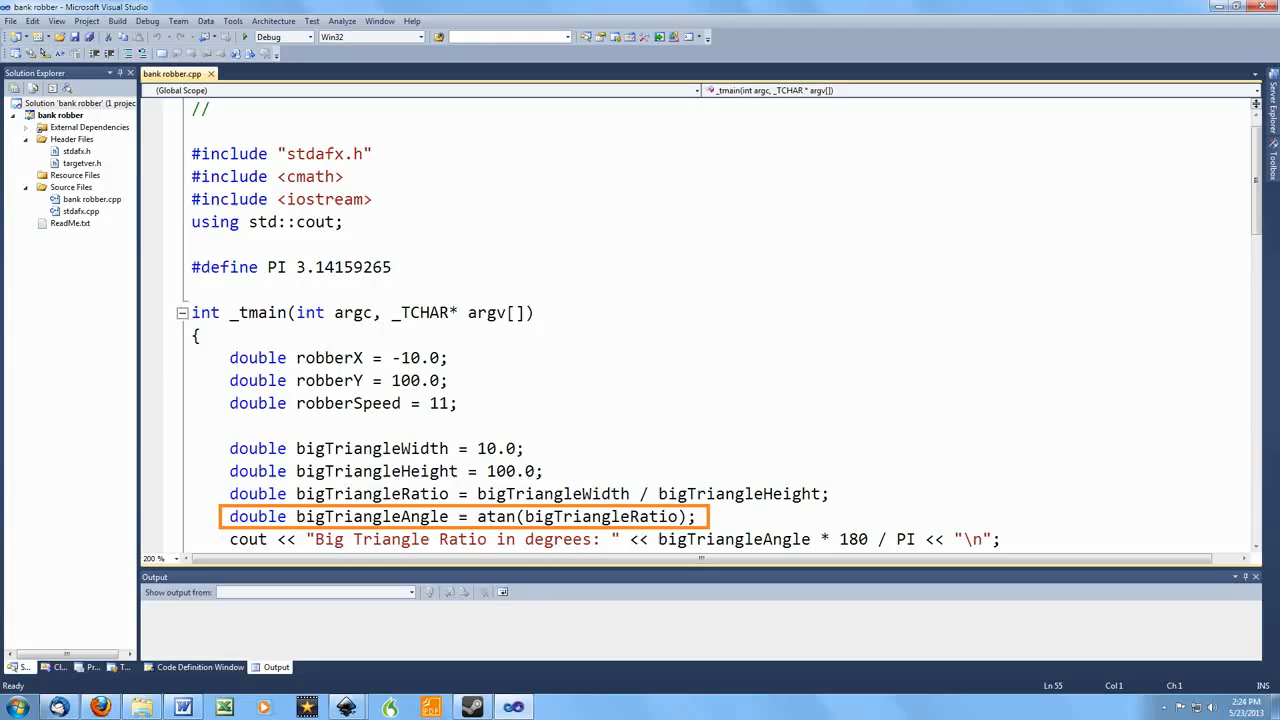 bank robber - Microsoft Visual Studio
File Edit View Project Build Debug Team Data Tools Architecture Test Analyze Window Help
Debug Win32
Solution Explorer
bank robber.cpp
(Global Scope)
_tmain(int argc, _TCHAR * argv[])
Solution 'bank robber' (1 projec
bank robber
External Dependencies
Header Files
stdafx.h
targetver.h
Resource Files
Source Files
bank robber.cpp
stdafx.cpp
ReadMe.txt
//
#include "stdafx.h"
#include <cmath>
#include <iostream>
using std::cout;
#define PI 3.14159265
int _tmain(int argc, _TCHAR* argv[])
{
double robberX = -10.0;
double robberY = 100.0;
double robberSpeed = 11;
double bigTriangleWidth = 10.0;
double bigTriangleHeight = 100.0;
double bigTriangleRatio = bigTriangleWidth / bigTriangleHeight;
double bigTriangleAngle = atan(bigTriangleRatio);
cout << "Big Triangle Ratio in degrees: " << bigTriangleAngle * 180 / PI << "\n";
200 %
Server Explorer
Toolbox
Output
Show output from:
S... Cl... Pr... T...
Code Definition Window
Output
Ready
Ln 55 Col 1 Ch 1 INS
2:24 PM
5/23/2013